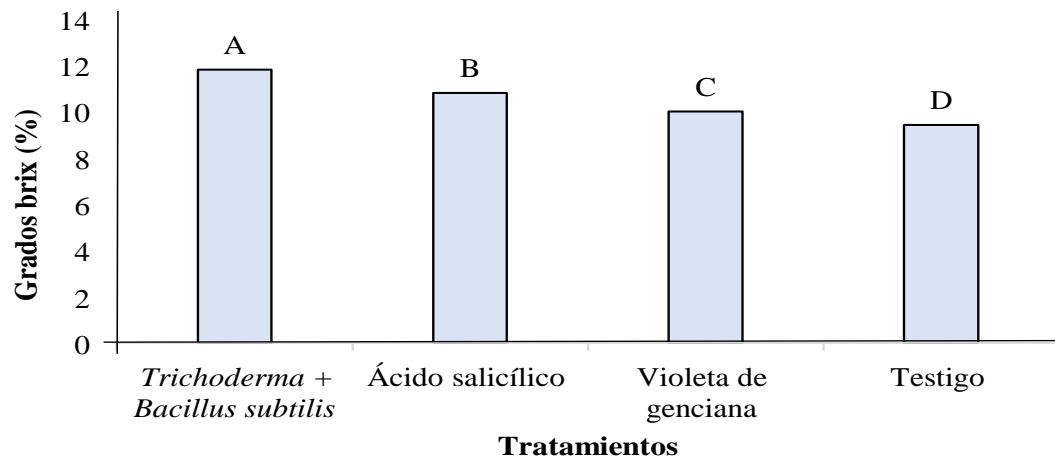 Grados brix (%)
14
12
10
8
6
4
2
0
A
B
C
D
Trichoderma +
Bacillus subtilis
Ácido salicílico
Violeta de
genciana
Testigo
Tratamientos